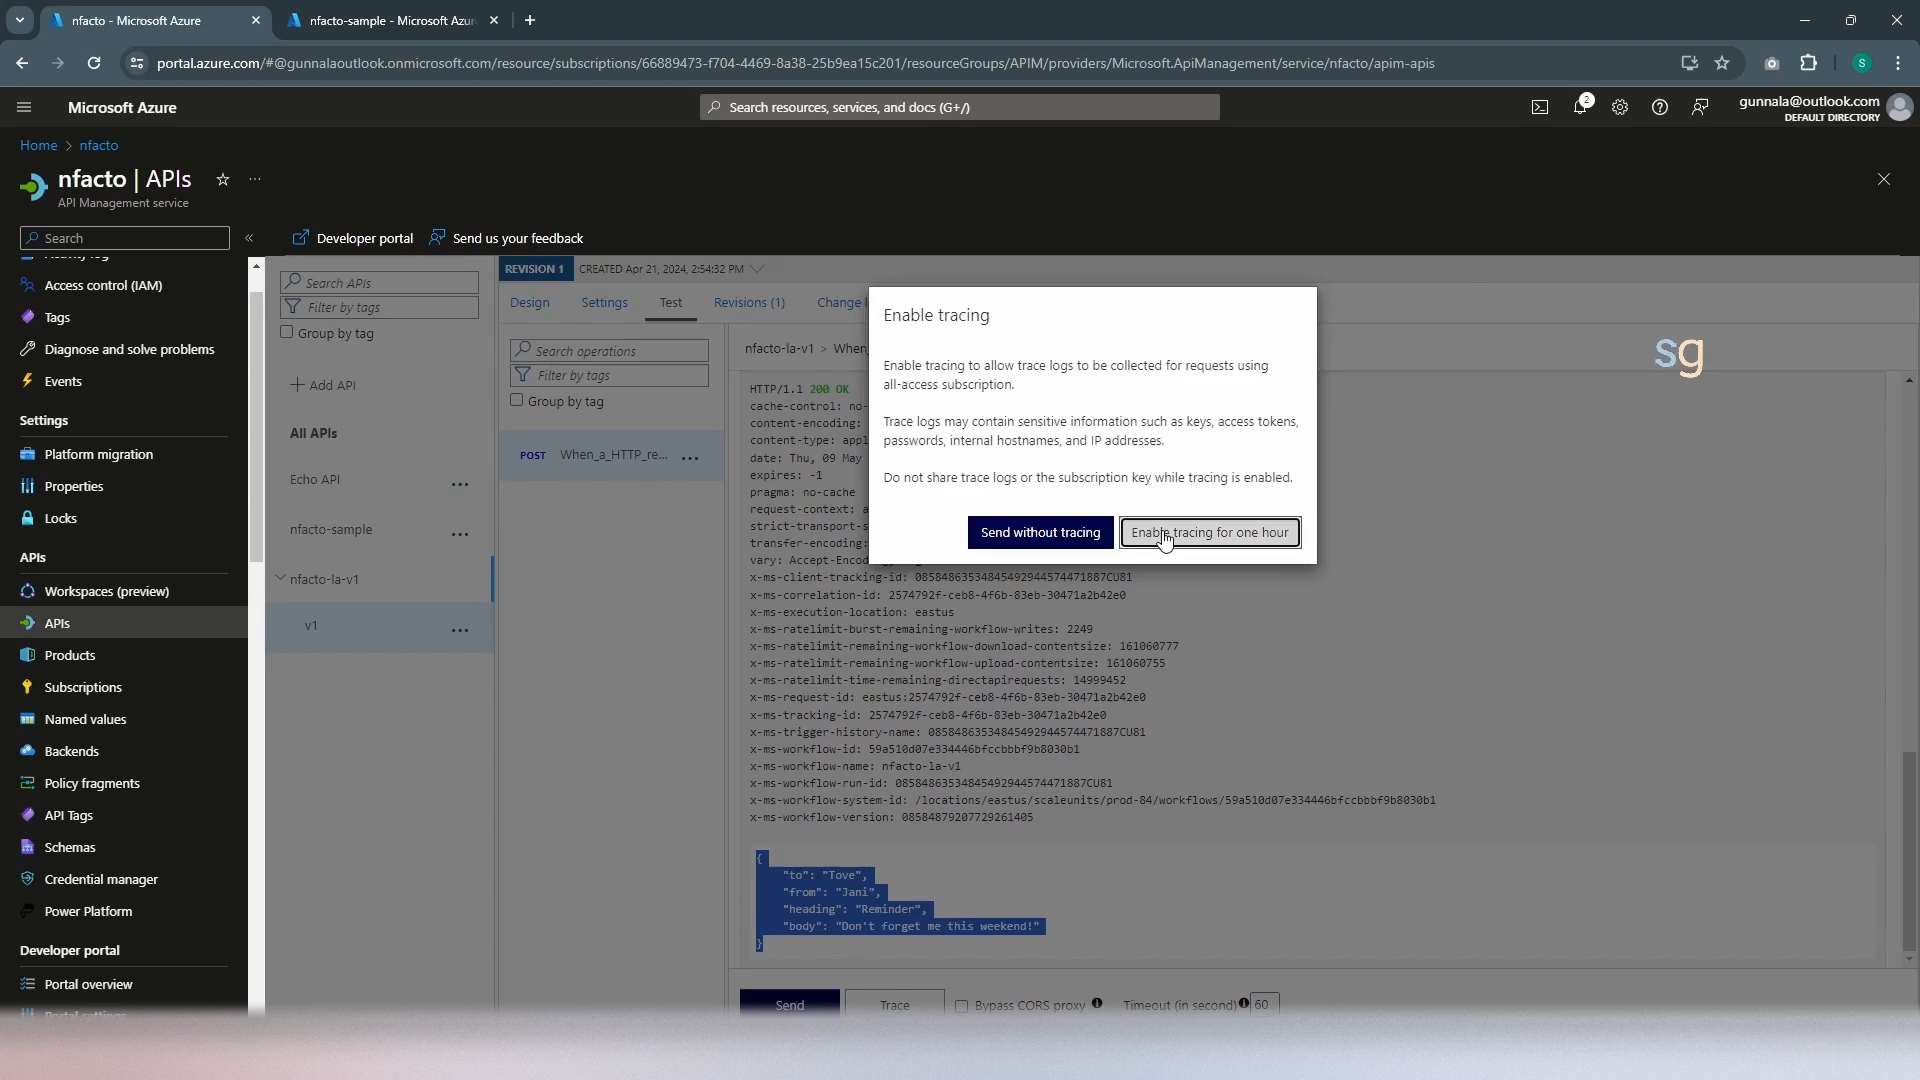 nfacto - Microsoft Azure
nfacto-sample - Microsoft Azu
portal.azure.com/#@gunnalaoutlook.onmicrosoft.com/resource/subscriptions/66889473-f704-4469-8a38-25b9ea15c201/resourceGroups/APIM/providers/Microsoft.ApiManagement/service/nfacto/apim-apis
S
Microsoft Azure
Search resources, services, and docs (G+/)
2
gunnala@outlook.com
DEFAULT DIRECTORY
Home > nfacto
nfacto | APIs
API Management service
Search
Developer portal
Send us your feedback
Access control (IAM)
Tags
Diagnose and solve problems
Events
Settings
Platform migration
Properties
Locks
APIs
Workspaces (preview)
APIs
Products
Subscriptions
Named values
Backends
Policy fragments
API Tags
Schemas
Credential manager
Power Platform
Developer portal
Portal overview
Portal settings
Search APIs
Filter by tags
Group by tag
+ Add API
All APIs
Echo API
nfacto-sample
nfacto-la-v1
v1
REVISION 1 CREATED Apr 21, 2024, 2:54:32 PM
Design
Settings
Test
Revisions (1)
Change
Search operations
Filter by tags
Group by tag
POST When_a_HTTP_re...
nfacto-la-v1 > When
HTTP/1.1 200 OK
cache-control: no-
content-encoding:
content-type: appl
date: Thu, 09 May
expires: -1
pragma: no-cache
request-context: a
strict-transport-s
transfer-encoding:
vary: Accept-Encod
x-ms-client-tracking-id: 08584863534845492944574471887CU81
x-ms-correlation-id: 2574792f-ceb8-4f6b-83eb-30471a2b42e0
x-ms-execution-location: eastus
x-ms-ratelimit-burst-remaining-workflow-writes: 2249
x-ms-ratelimit-remaining-workflow-download-contentsize: 161060777
x-ms-ratelimit-remaining-workflow-upload-contentsize: 161060755
x-ms-ratelimit-time-remaining-directapirequests: 14999452
x-ms-request-id: eastus:2574792f-ceb8-4f6b-83eb-30471a2b42e0
x-ms-tracking-id: 2574792f-ceb8-4f6b-83eb-30471a2b42e0
x-ms-trigger-history-name: 08584863534845492944574471887CU81
x-ms-workflow-id: 59a510d07e334446bfccbbbf9b8030b1
x-ms-workflow-name: nfacto-la-v1
x-ms-workflow-run-id: 08584863534845492944574471887CU81
x-ms-workflow-system-id: /locations/eastus/scaleunits/prod-84/workflows/59a510d07e334446bfccbbbf9b8030b1
x-ms-workflow-version: 08584879207729261405
{
"to": "Tove",
"from": "Jani",
"heading": "Reminder",
"body": "Don't forget me this weekend!"
}
Send
Trace
Bypass CORS proxy
Timeout (in second)
60
Enable tracing
Enable tracing to allow trace logs to be collected for requests using
all-access subscription.
Trace logs may contain sensitive information such as keys, access tokens,
passwords, internal hostnames, and IP addresses.
Do not share trace logs or the subscription key while tracing is enabled.
Send without tracing
Enable tracing for one hour
sg